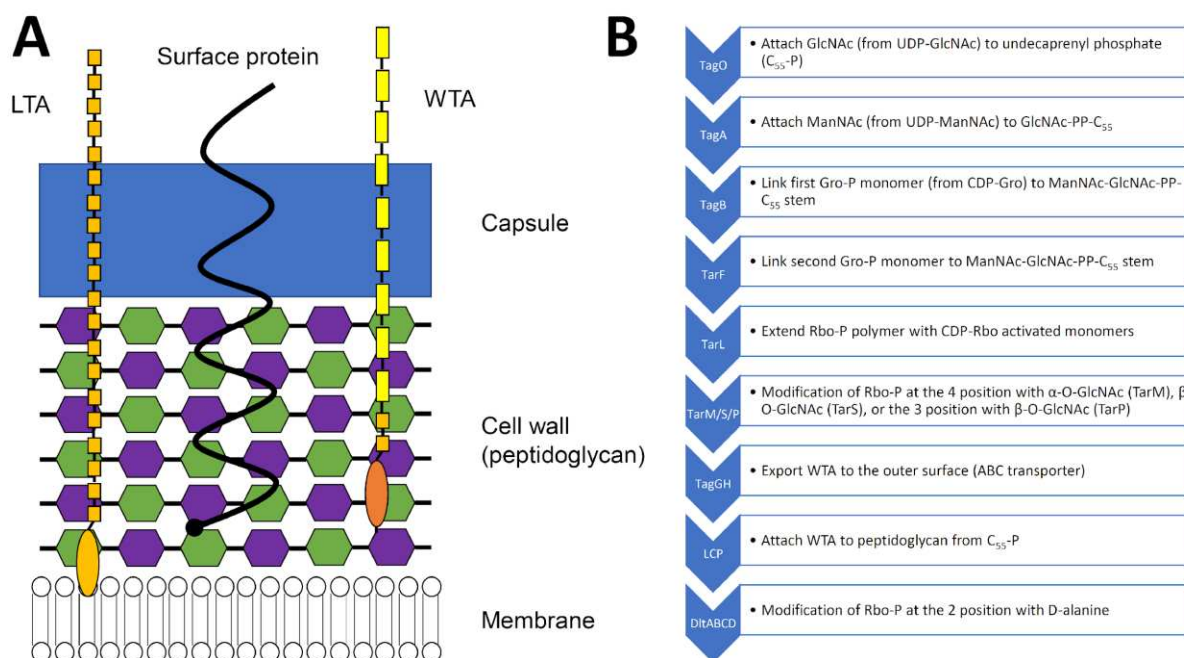 A
Surface protein
LTA
WTA
Capsule
Cell wall
(peptidoglycan)
Membrane
B
TagO
• Attach GlcNAc (from UDP-GlcNAc) to undecaprenyl phosphate
(C₅₅-P)
TagA
• Attach ManNAc (from UDP-ManNAc) to GlcNAc-PP-C₅₅
TagB
• Link first Gro-P monomer (from CDP-Gro) to ManNAc-GlcNAc-PP-
C₅₅ stem
TarF
• Link second Gro-P monomer to ManNAc-GlcNAc-PP-C₅₅ stem
TarL
• Extend Rbo-P polymer with CDP-Rbo activated monomers
TarM/S/P
• Modification of Rbo-P at the 4 position with α-O-GlcNAc (TarM), β
O-GlcNAc (TarS), or the 3 position with β-O-GlcNAc (TarP)
TagGH
• Export WTA to the outer surface (ABC transporter)
LCP
• Attach WTA to peptidoglycan from C₅₅-P
DltABCD
• Modification of Rbo-P at the 2 position with D-alanine